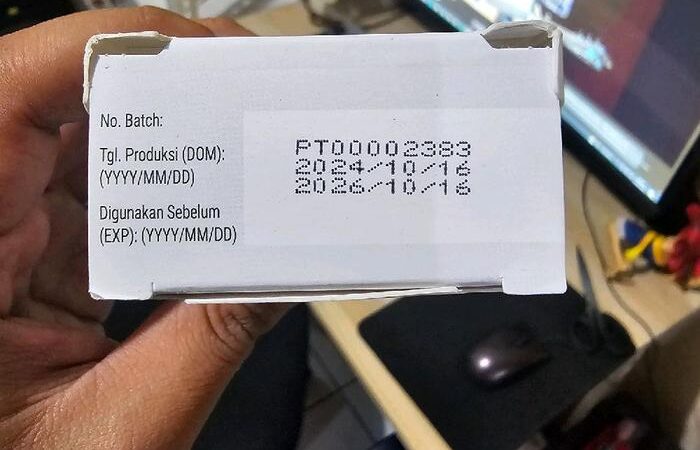 No. Batch:
PT00002383
Tgl. Produksi (DOM):
(YYYY/MM/DD)
2024/10/16
Digunakan Sebelum
(EXP): (YYYY/MM/DD)
2026/10/16